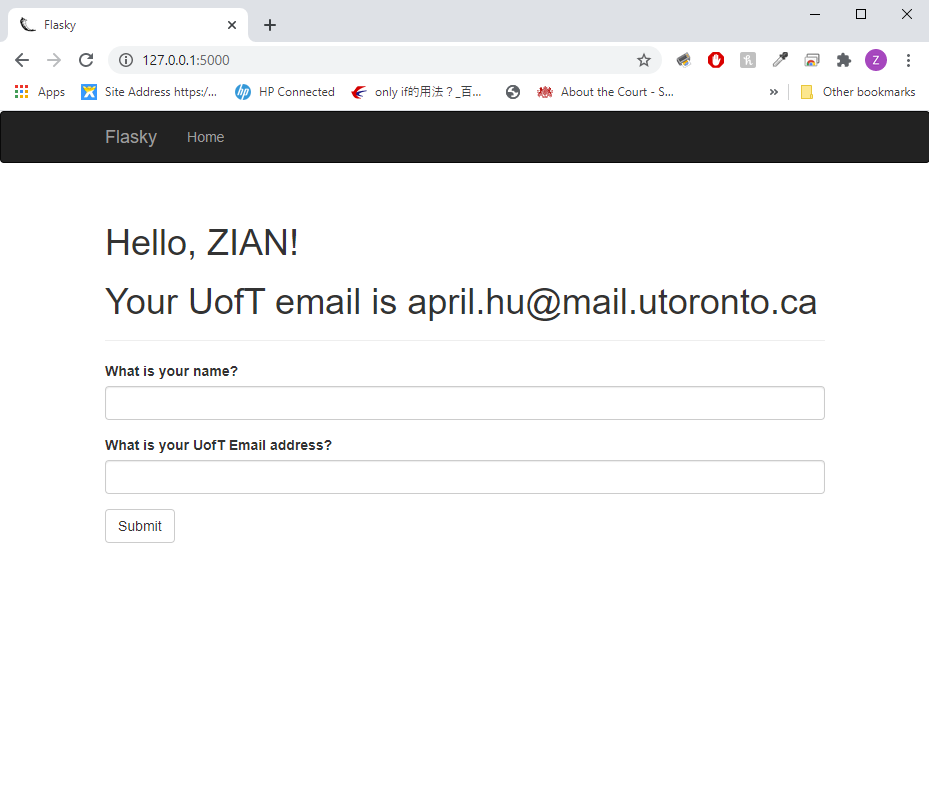 Flasky
127.0.0.1:5000
Apps Site Address https:/... HP Connected only if的用法？_百... About the Court - S... » Other bookmarks
Z
Flasky Home
Hello, ZIAN!
Your UofT email is april.hu@mail.utoronto.ca
What is your name?
What is your UofT Email address?
Submit